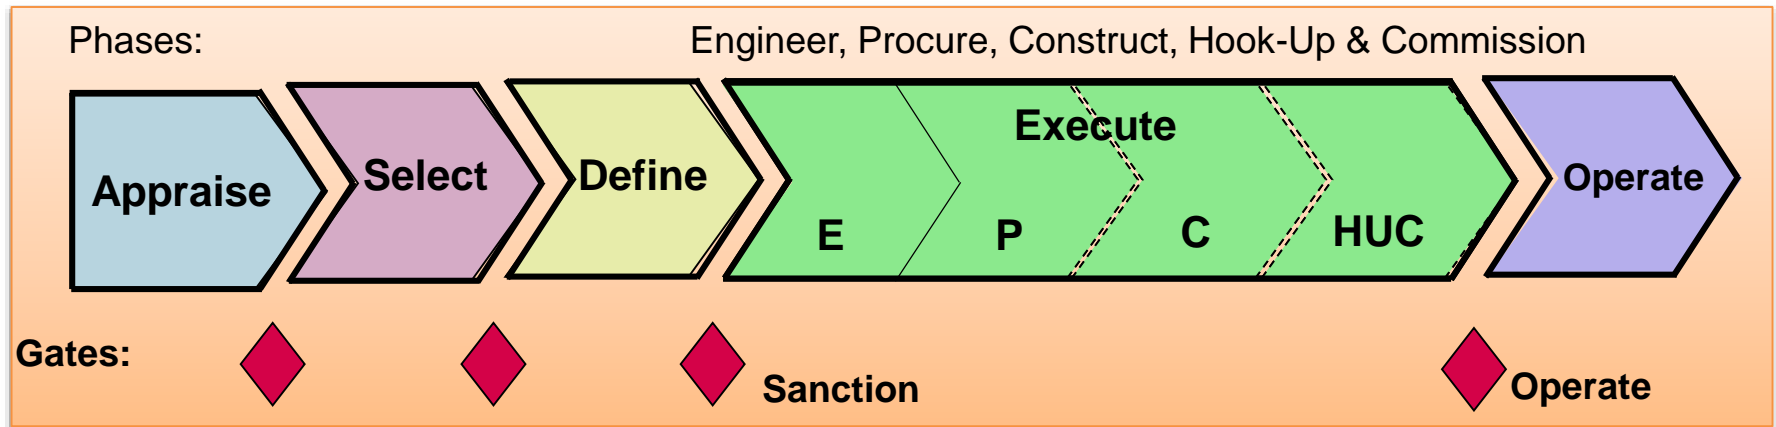 Phases:
Engineer, Procure, Construct, Hook-Up & Commission
Appraise
Select
Define
Execute
E
P
C
HUC
Operate
Gates:
Sanction
Operate